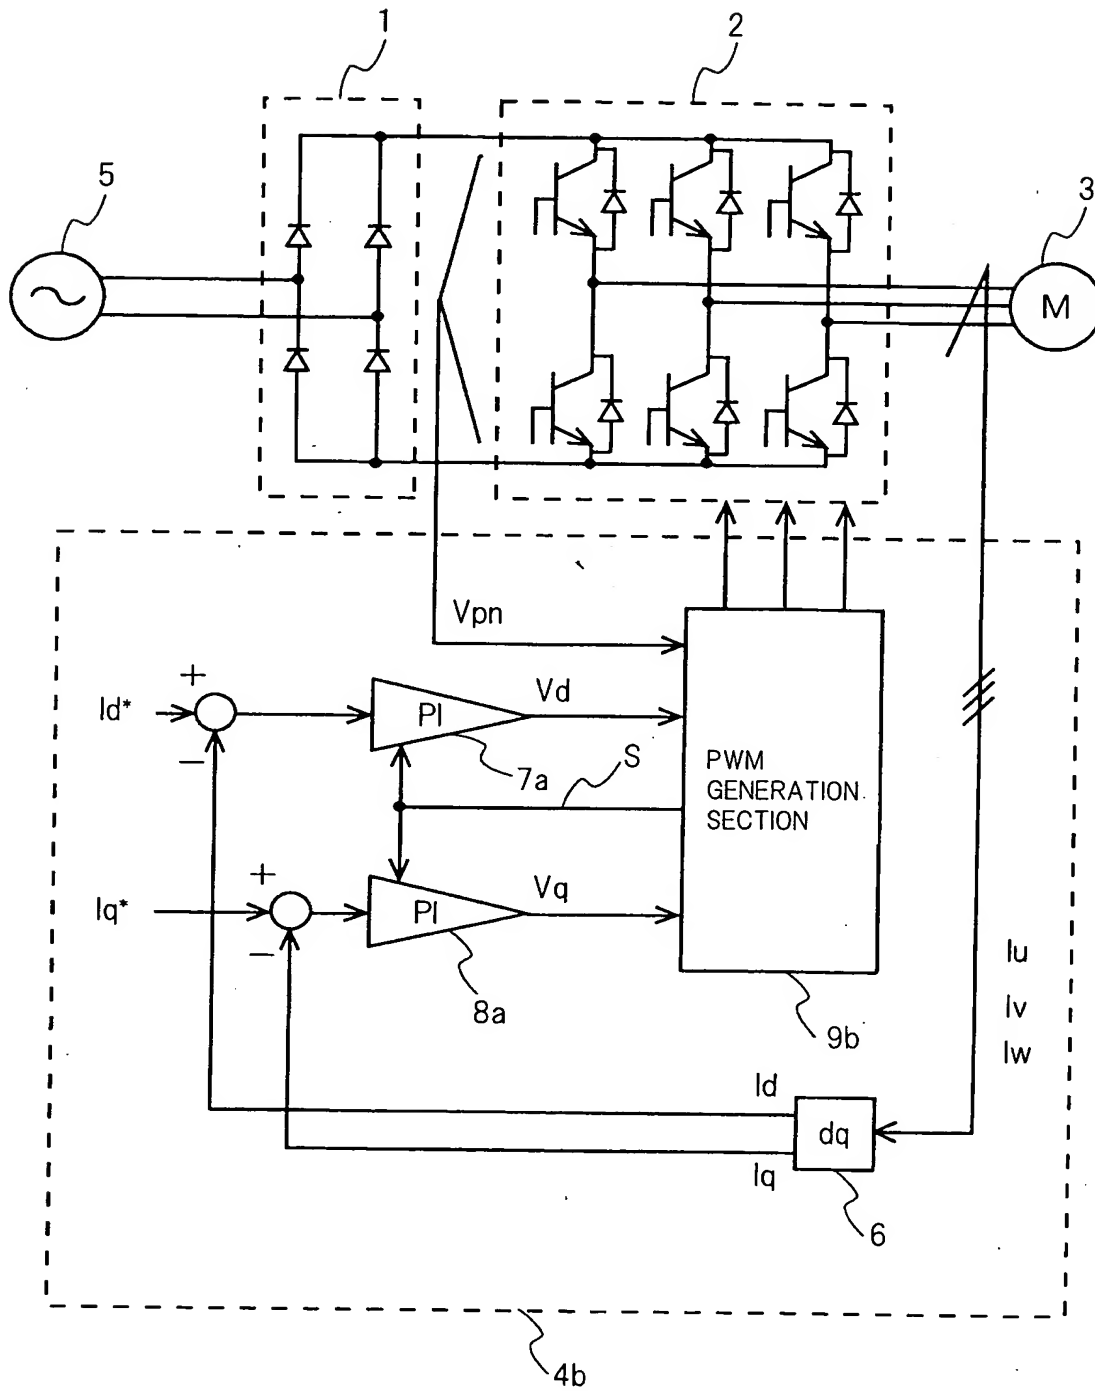 1
2
5
3
M
Vpn
+
Id*
−
PI
Vd
7a
S
PWM
GENERATION
SECTION
+
Iq*
−
PI
Vq
8a
9b
Iu
Iv
Iw
Id
dq
Iq
6
4b